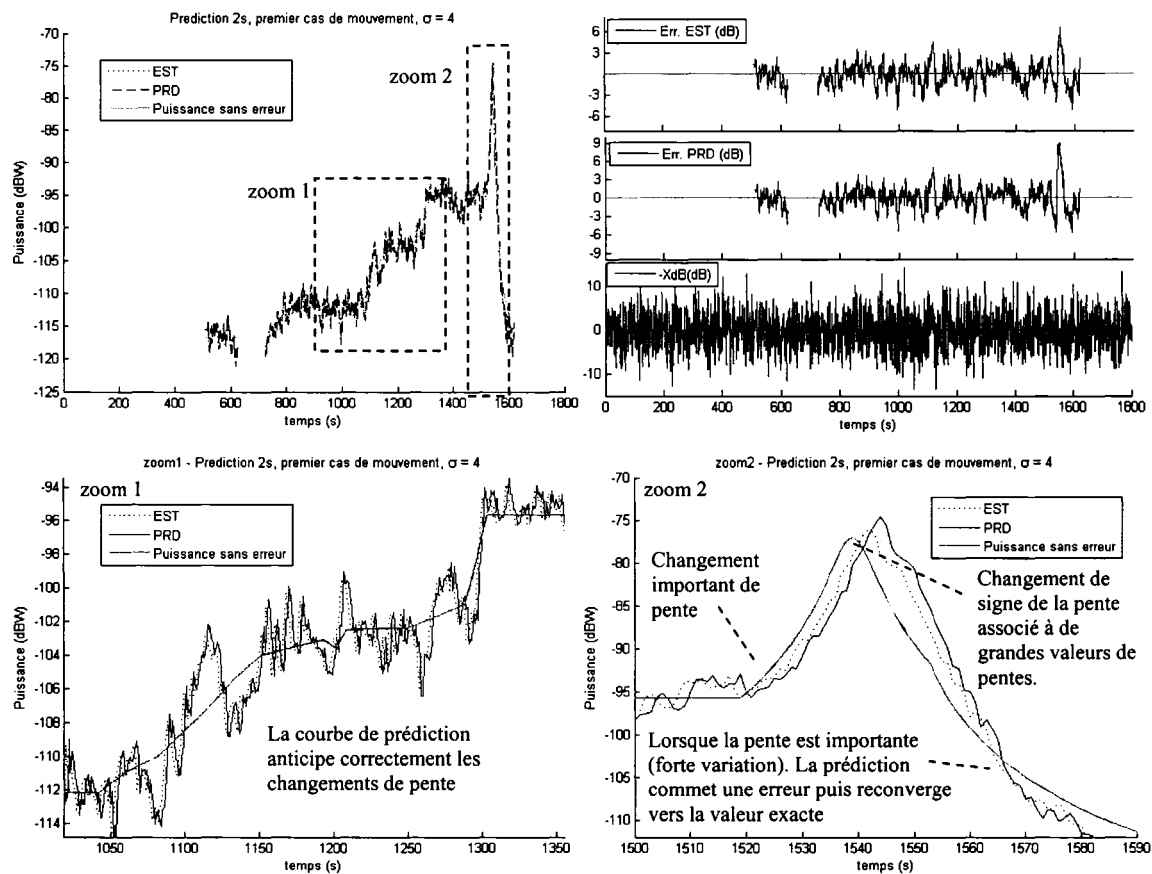 Prediction 2s, premier cas de mouvement, σ = 4
-70
-75
-80
-85
-90
-95
-100
-105
-110
-115
-120
-125
Puissance (dBW)
EST
PRD
Puissance sans erreur
zoom 2
zoom 1
0
200
400
600
800
1000
1200
1400
1600
1800
temps (s)
6
3
0
-3
-6
Err. EST (dB)
9
6
3
0
-3
-6
-9
Err. PRD (dB)
10
0
-10
-XdB(dB)
0
200
400
600
800
1000
1200
1400
1600
1800
temps (s)
zoom1 - Prediction 2s, premier cas de mouvement, σ = 4
-94
-96
-98
-100
-102
-104
-106
-108
-110
-112
-114
Puissance (dBW)
zoom 1
EST
PRD
Puissance sans erreur
La courbe de prédiction
anticipe correctement les
changements de pente
1050
1100
1150
1200
1250
1300
1350
temps (s)
zoom2 - Prediction 2s, premier cas de mouvement, σ = 4
-70
-75
-80
-85
-90
-95
-100
-105
-110
Puissance (dBW)
zoom 2
EST
PRD
Puissance sans erreur
Changement
important de
pente
Changement de
signe de la pente
associé à de
grandes valeurs de
pentes.
Lorsque la pente est importante
(forte variation). La prédiction
commet une erreur puis reconverge
vers la valeur exacte
1500
1510
1520
1530
1540
1550
1560
1570
1580
1590
temps (s)